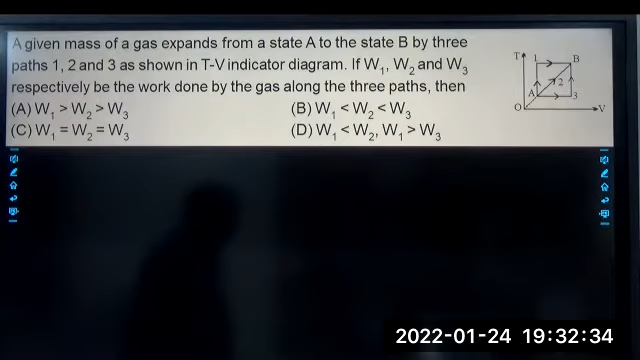 A given mass of a gas expands from a state A to the state B by three
paths 1, 2 and 3 as shown in T-V indicator diagram. If W₁, W₂ and W₃
respectively be the work done by the gas along the three paths, then
(A) W₁ > W₂ > W₃ (B) W₁ < W₂ < W₃
(C) W₁ = W₂ = W₃ (D) W₁ < W₂, W₁ > W₃
T 1 B
2
A 3
O V
2022-01-24 19:32:34